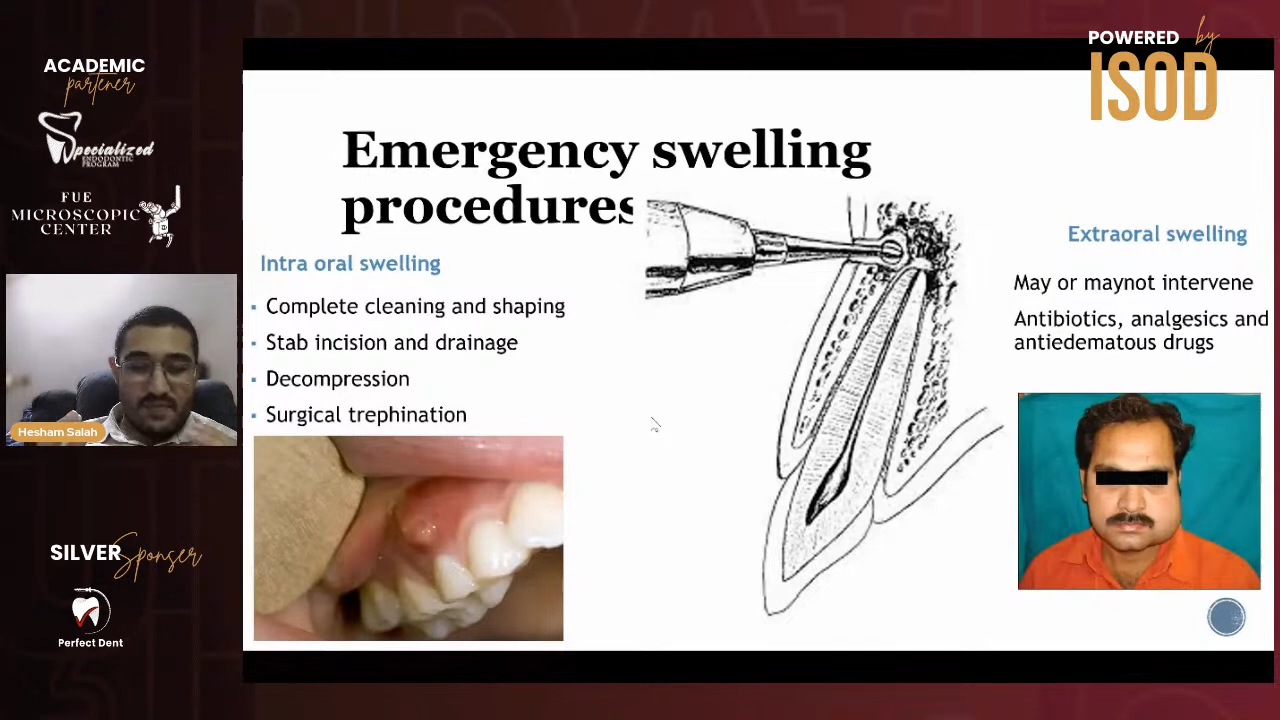 ACADEMIC
partener
Specialized
ENDODONTIC
PROGRAM
FUE
MICROSCOPIC
CENTER
Hesham Salah
SILVER Sponser
Perfect Dent
POWERED by
ISOD
Emergency swelling
procedures
Intra oral swelling
▪ Complete cleaning and shaping
▪ Stab incision and drainage
▪ Decompression
▪ Surgical trephination
Extraoral swelling
May or maynot intervene
Antibiotics, analgesics and
antiedematous drugs